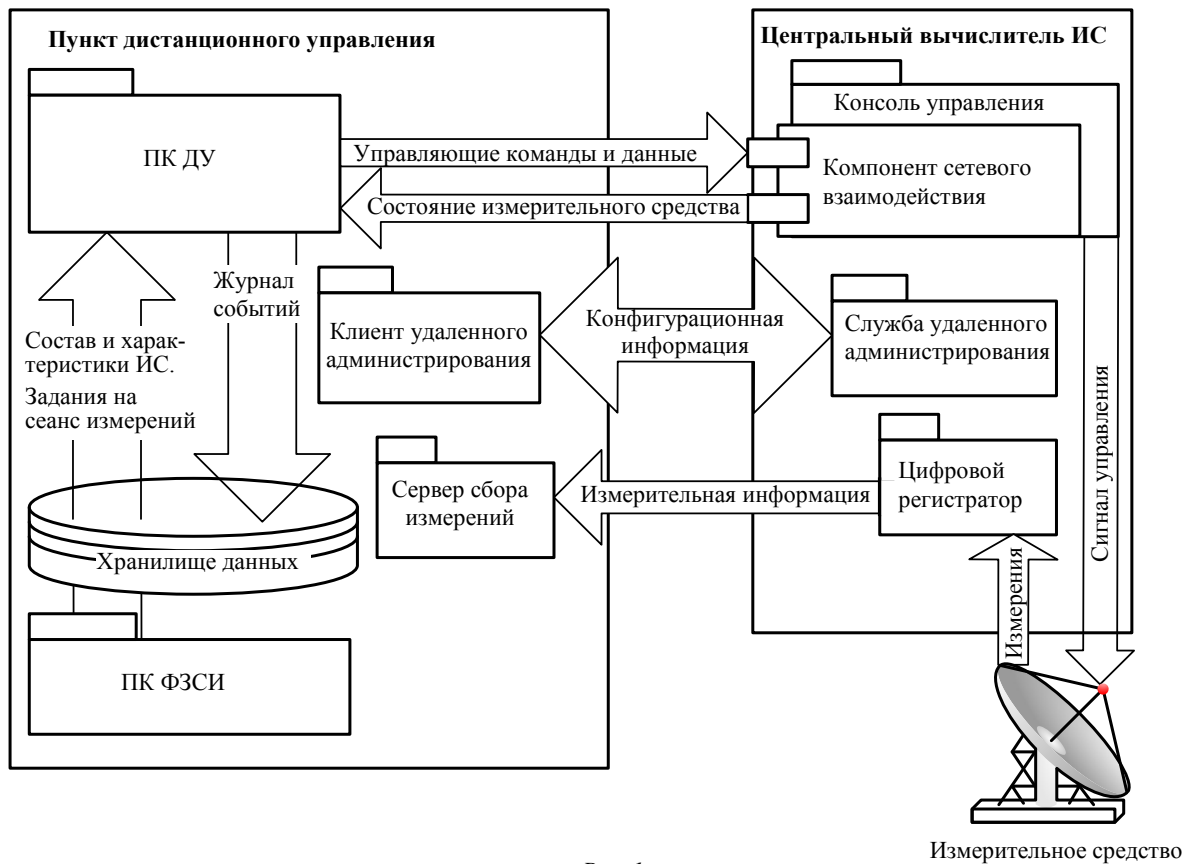 Пункт дистанционного управления
Центральный вычислитель ИС
Консоль управления
ПК ДУ
Управляющие команды и данные
Компонент сетевого
взаимодействия
Состояние измерительного средства
Журнал
событий
Состав и харак-
теристики ИС.
Задания на
сеанс измерений
Клиент удаленного
администрирования
Конфигурационная
информация
Служба удаленного
администрирования
Сигнал управления
Сервер сбора
измерений
Измерительная информация
Цифровой
регистратор
Хранилище данных
Измерения
ПК ФЗСИ
Измерительное средство